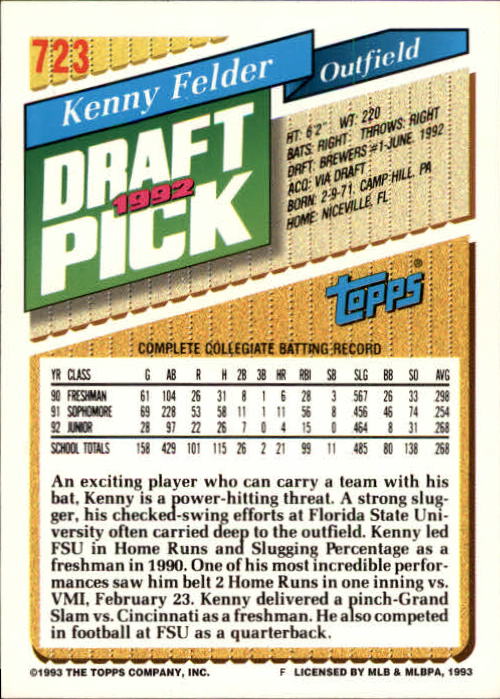 723
Kenny Felder
Outfield
DRAFT
1992
PICK
HT: 6'2" WT: 220
BATS: RIGHT THROWS: RIGHT
DRFT: BREWERS #1-JUNE, 1992
ACQ: VIA DRAFT
BORN: 2-9-71, CAMP HILL, PA
HOME: NICEVILLE, FL
topps®
COMPLETE COLLEGIATE BATTING RECORD
YR CLASS G AB R H 2B 3B HR RBI SB SLG BB SO AVG
90 FRESHMAN 61 104 26 31 8 1 6 28 3 .567 26 33 .298
91 SOPHOMORE 69 228 53 58 11 1 11 56 8 .456 46 74 .254
92 JUNIOR 28 97 22 26 7 0 4 15 0 .464 8 31 .268
SCHOOL TOTALS 158 429 101 115 26 2 21 99 11 .485 80 138 .268
An exciting player who can carry a team with his
bat, Kenny is a power-hitting threat. A strong slug-
ger, his checked-swing efforts at Florida State Uni-
versity often carried deep to the outfield. Kenny led
FSU in Home Runs and Slugging Percentage as a
freshman in 1990. One of his most incredible perfor-
mances saw him belt 2 Home Runs in one inning vs.
VMI, February 23. Kenny delivered a pinch-Grand
Slam vs. Cincinnati as a freshman. He also competed
in football at FSU as a quarterback.
©1993 THE TOPPS COMPANY, INC. F LICENSED BY MLB & MLBPA, 1993